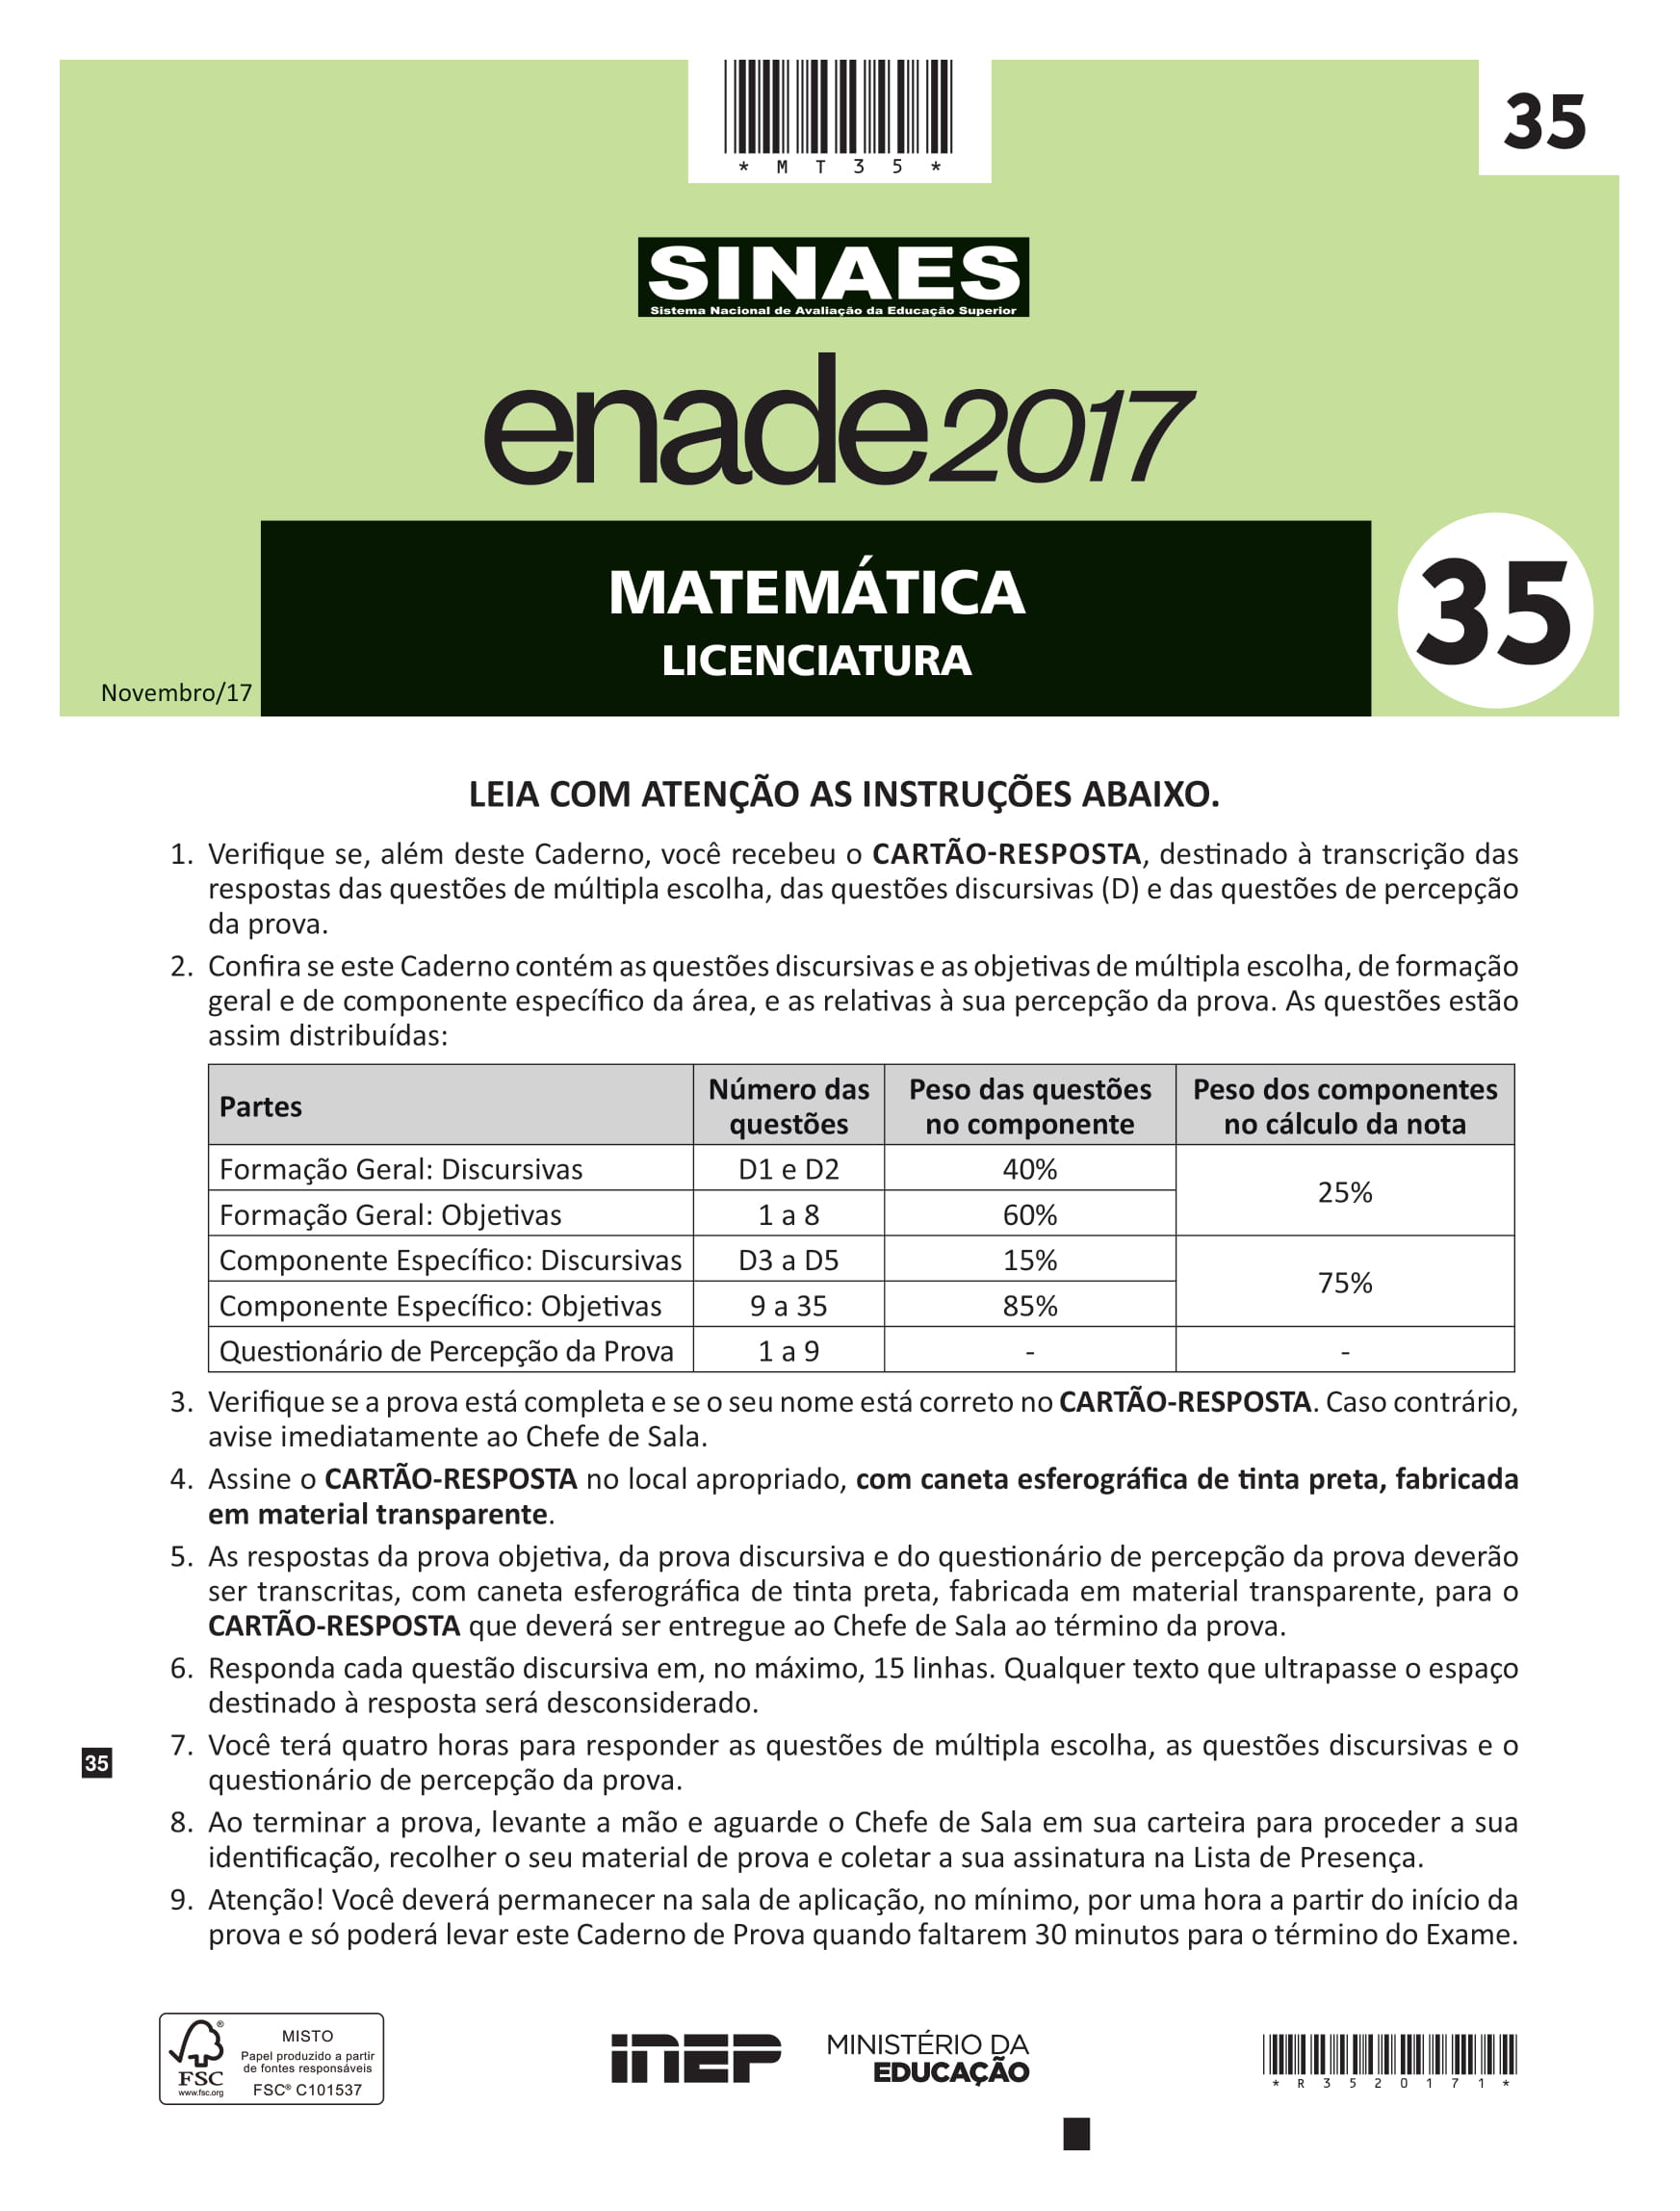 * M T 3 5 *
35
SINAES
Sistema Nacional de Avaliação da Educação Superior
enade2017
MATEMÁTICA
LICENCIATURA
35
Novembro/17
LEIA COM ATENÇÃO AS INSTRUÇÕES ABAIXO.
1. Verifique se, além deste Caderno, você recebeu o CARTÃO-RESPOSTA, destinado à transcrição das
respostas das questões de múltipla escolha, das questões discursivas (D) e das questões de percepção
da prova.
2. Confira se este Caderno contém as questões discursivas e as objetivas de múltipla escolha, de formação
geral e de componente específico da área, e as relativas à sua percepção da prova. As questões estão
assim distribuídas:
Partes
Número das
questões
Peso das questões
no componente
Peso dos componentes
no cálculo da nota
Formação Geral: Discursivas D1 e D2 40%
25%
Formação Geral: Objetivas 1 a 8 60%
Componente Específico: Discursivas D3 a D5 15%
75%
Componente Específico: Objetivas 9 a 35 85%
Questionário de Percepção da Prova 1 a 9 - -
3. Verifique se a prova está completa e se o seu nome está correto no CARTÃO-RESPOSTA. Caso contrário,
avise imediatamente ao Chefe de Sala.
4. Assine o CARTÃO-RESPOSTA no local apropriado, com caneta esferográfica de tinta preta, fabricada
em material transparente.
5. As respostas da prova objetiva, da prova discursiva e do questionário de percepção da prova deverão
ser transcritas, com caneta esferográfica de tinta preta, fabricada em material transparente, para o
CARTÃO-RESPOSTA que deverá ser entregue ao Chefe de Sala ao término da prova.
6. Responda cada questão discursiva em, no máximo, 15 linhas. Qualquer texto que ultrapasse o espaço
destinado à resposta será desconsiderado.
7. Você terá quatro horas para responder as questões de múltipla escolha, as questões discursivas e o
questionário de percepção da prova.
35
8. Ao terminar a prova, levante a mão e aguarde o Chefe de Sala em sua carteira para proceder a sua
identificação, recolher o seu material de prova e coletar a sua assinatura na Lista de Presença.
9. Atenção! Você deverá permanecer na sala de aplicação, no mínimo, por uma hora a partir do início da
prova e só poderá levar este Caderno de Prova quando faltarem 30 minutos para o término do Exame.
FSC
www.fsc.org
MISTO
Papel produzido a partir
de fontes responsáveis
FSC® C101537
INEP
MINISTÉRIO DA
EDUCAÇÃO
* R 3 5 2 0 1 7 1 *